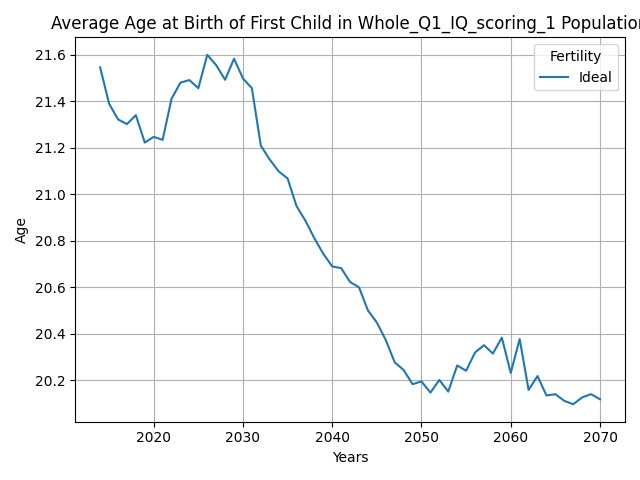 Average Age at Birth of First Child in Whole_Q1_IQ_scoring_1 Population
Fertility
Ideal
21.6
21.4
21.2
21.0
20.8
20.6
20.4
20.2
Age
2020 2030 2040 2050 2060 2070
Years